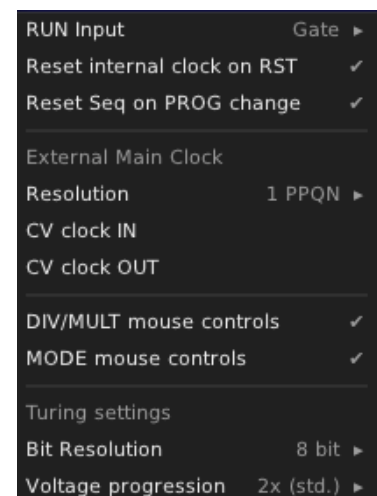 RUN Input Gate ▸
Reset internal clock on RST ✔
Reset Seq on PROG change ✔
External Main Clock
Resolution 1 PPQN ▸
CV clock IN
CV clock OUT
DIV/MULT mouse controls ✔
MODE mouse controls ✔
Turing settings
Bit Resolution 8 bit ▸
Voltage progression 2x (std.) ▸